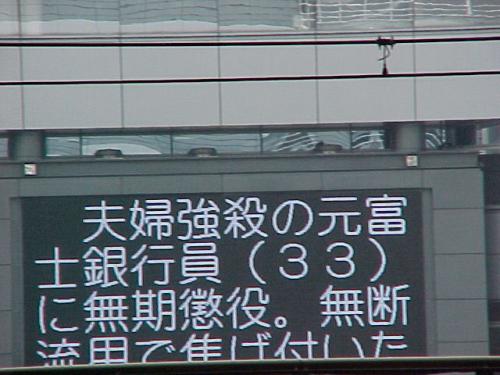 夫婦強殺の元富
士銀行員（３３）
に無期懲役。無断
流用で焦げ付いた